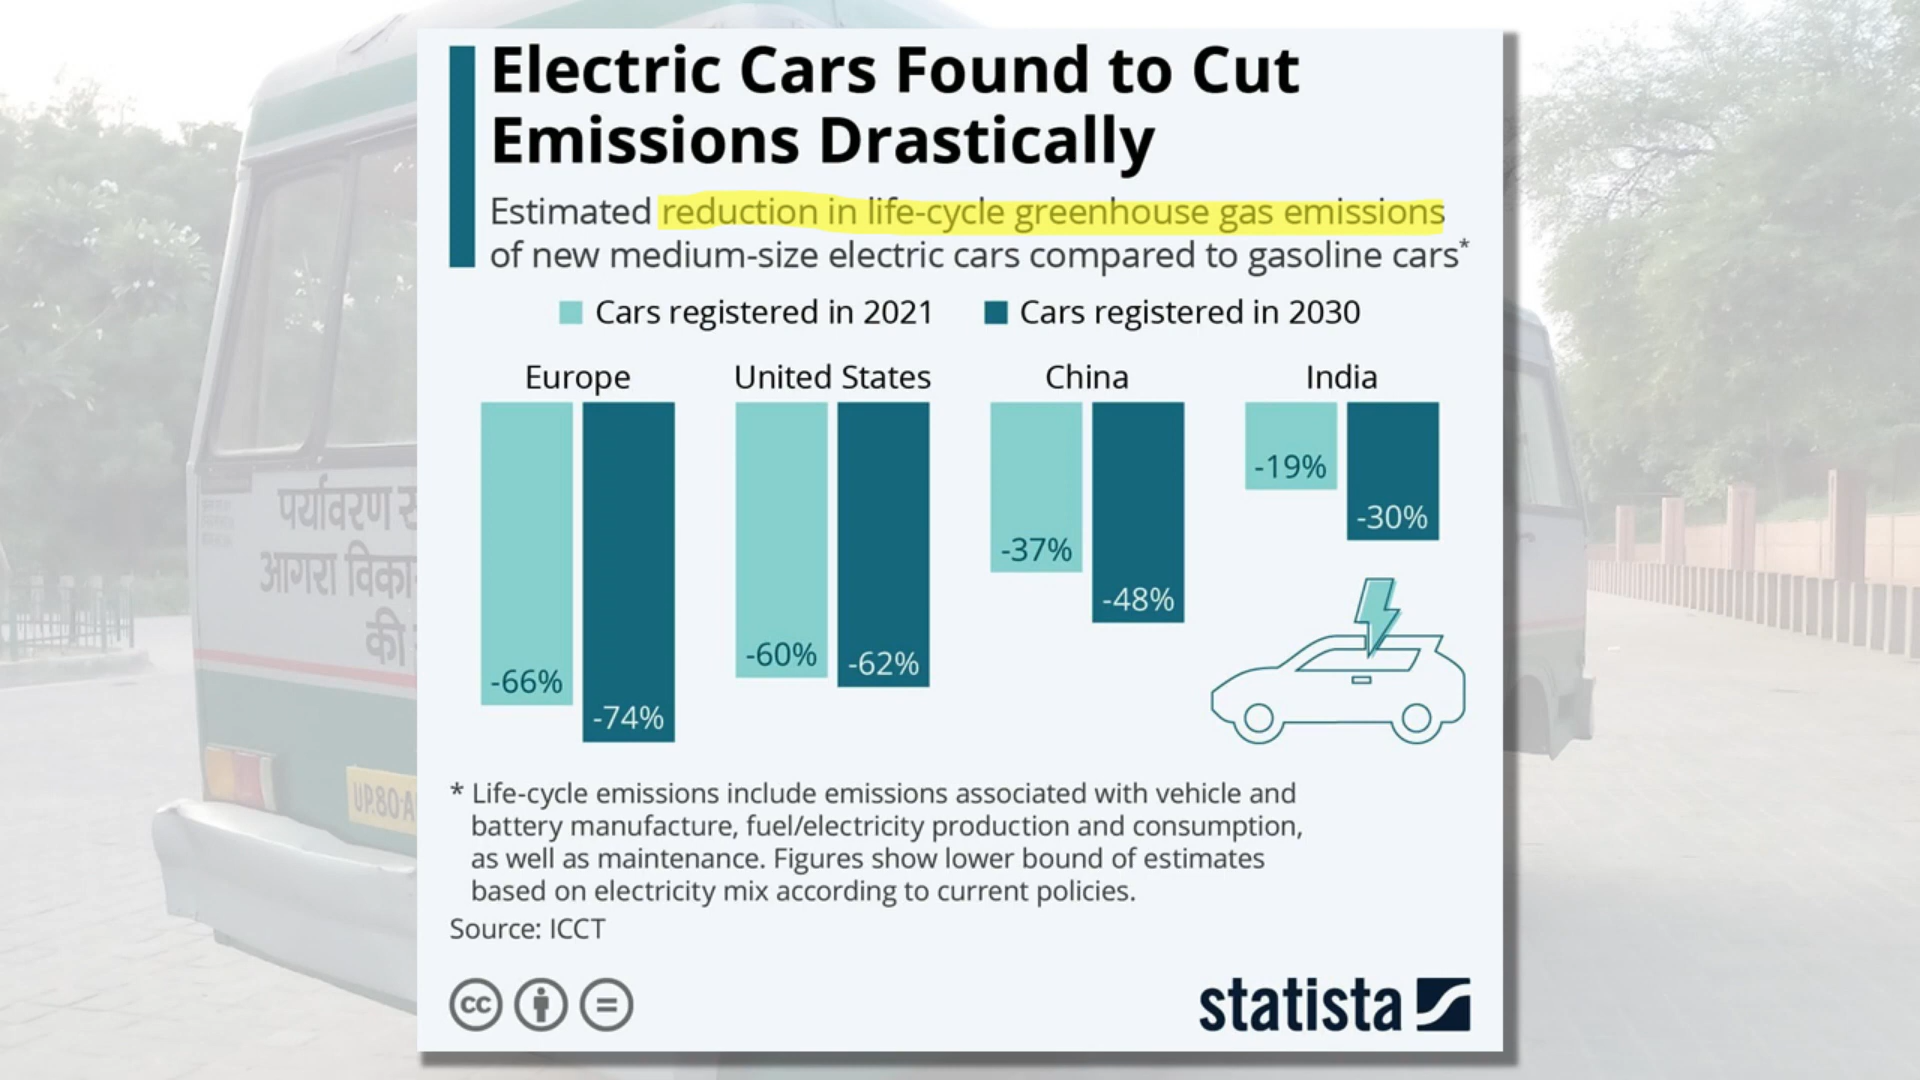 Electric Cars Found to Cut
Emissions Drastically
Estimated reduction in life-cycle greenhouse gas emissions
of new medium-size electric cars compared to gasoline cars*
Cars registered in 2021
Cars registered in 2030
Europe
United States
China
India
-66%
-74%
-60%
-62%
-37%
-48%
-19%
-30%
* Life-cycle emissions include emissions associated with vehicle and
battery manufacture, fuel/electricity production and consumption,
as well as maintenance. Figures show lower bound of estimates
based on electricity mix according to current policies.
Source: ICCT
cc
=
statista
पर्यावरण
आगरा
की
UP.80